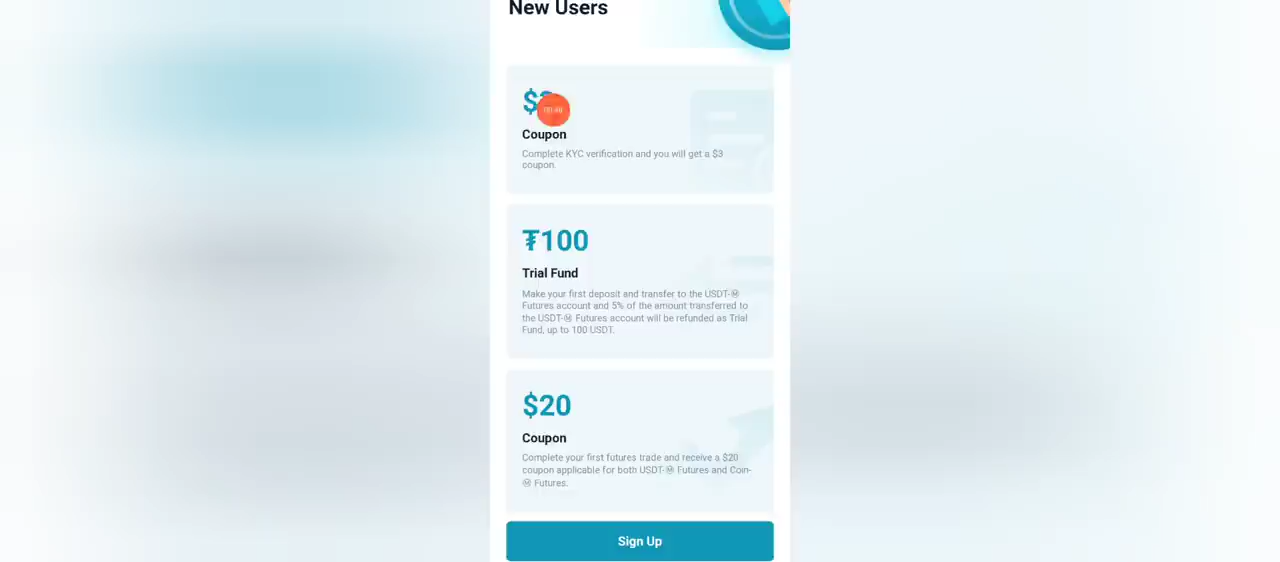 New Users
$3
Coupon
Complete KYC verification and you will get a $3
coupon.
₮100
Trial Fund
Make your first deposit and transfer to the USDT-Ⓜ
Futures account and 5% of the amount transferred to
the USDT-Ⓜ Futures account will be refunded as Trial
Fund, up to 100 USDT.
$20
Coupon
Complete your first futures trade and receive a $20
coupon applicable for both USDT-Ⓜ Futures and Coin-
Ⓜ Futures.
Sign Up